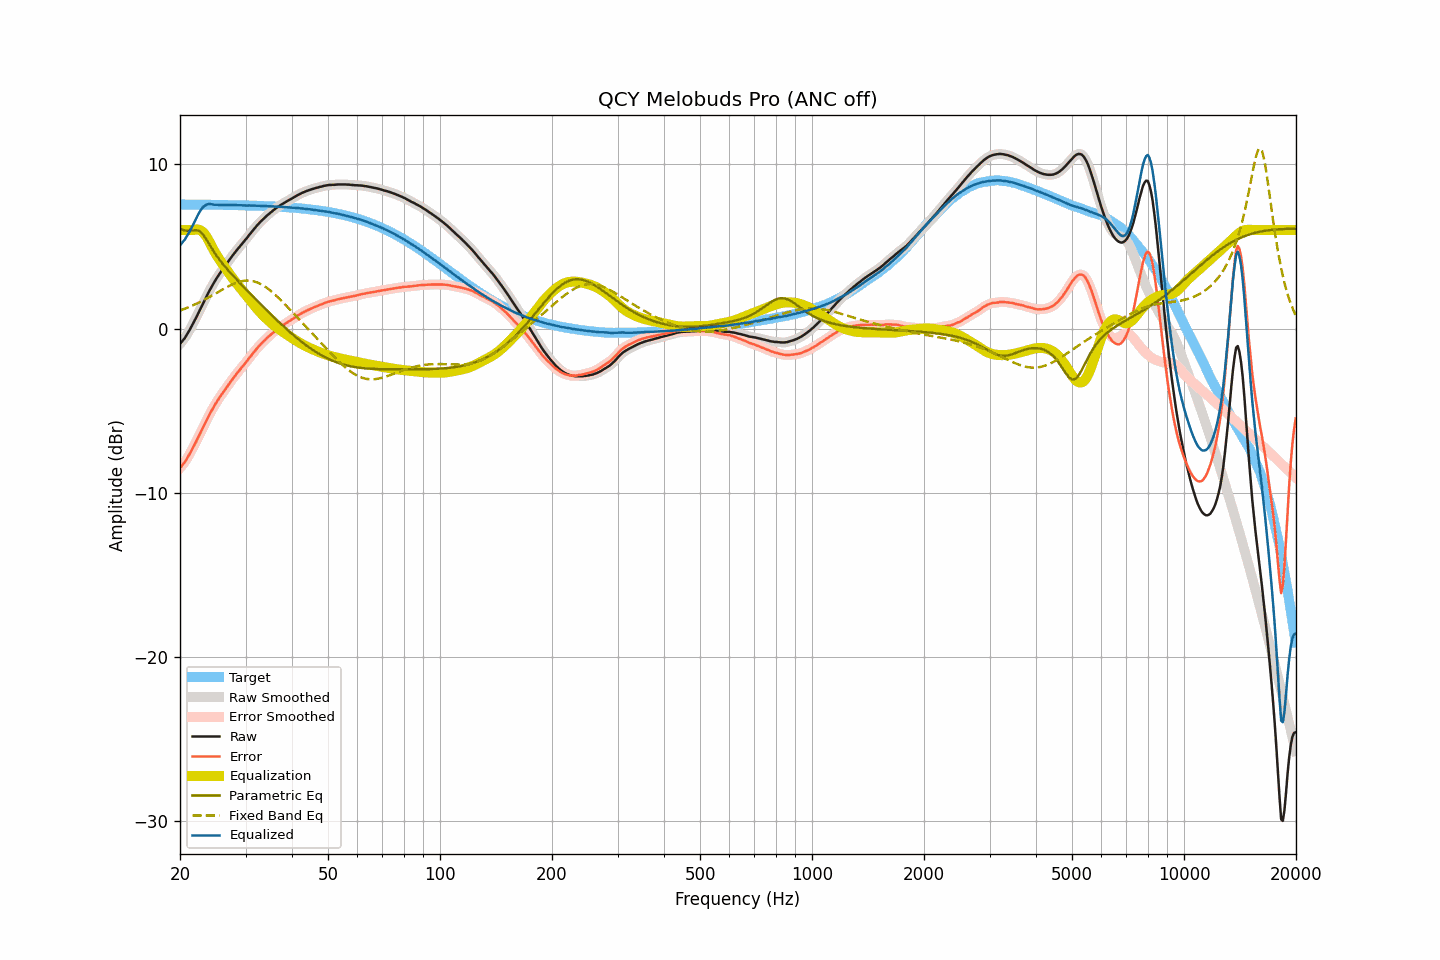 QCY Melobuds Pro (ANC off)
Amplitude (dBr)
10
0
−10
−20
−30
Target
Raw Smoothed
Error Smoothed
Raw
Error
Equalization
Parametric Eq
Fixed Band Eq
Equalized
20 50 100 200 500 1000 2000 5000 10000 20000
Frequency (Hz)